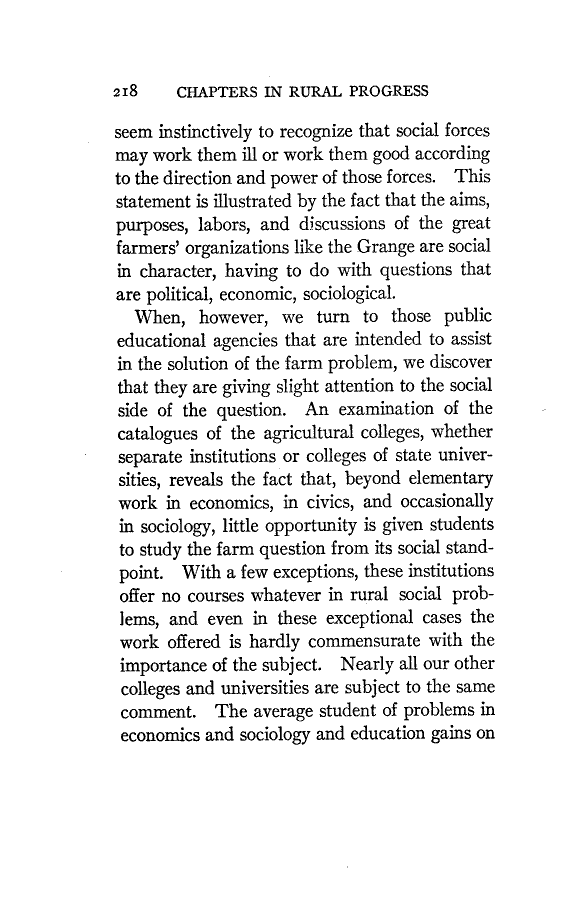 218 CHAPTERS IN RURAL PROGRESS
seem instinctively to recognize that social forces
may work them ill or work them good according
to the direction and power of those forces. This
statement is illustrated by the fact that the aims,
purposes, labors, and discussions of the great
farmers' organizations like the Grange are social
in character, having to do with questions that
are political, economic, sociological.
When, however, we turn to those public
educational agencies that are intended to assist
in the solution of the farm problem, we discover
that they are giving slight attention to the social
side of the question. An examination of the
catalogues of the agricultural colleges, whether
separate institutions or colleges of state univer-
sities, reveals the fact that, beyond elementary
work in economics, in civics, and occasionally
in sociology, little opportunity is given students
to study the farm question from its social stand-
point. With a few exceptions, these institutions
offer no courses whatever in rural social prob-
lems, and even in these exceptional cases the
work offered is hardly commensurate with the
importance of the subject. Nearly all our other
colleges and universities are subject to the same
comment. The average student of problems in
economics and sociology and education gains on